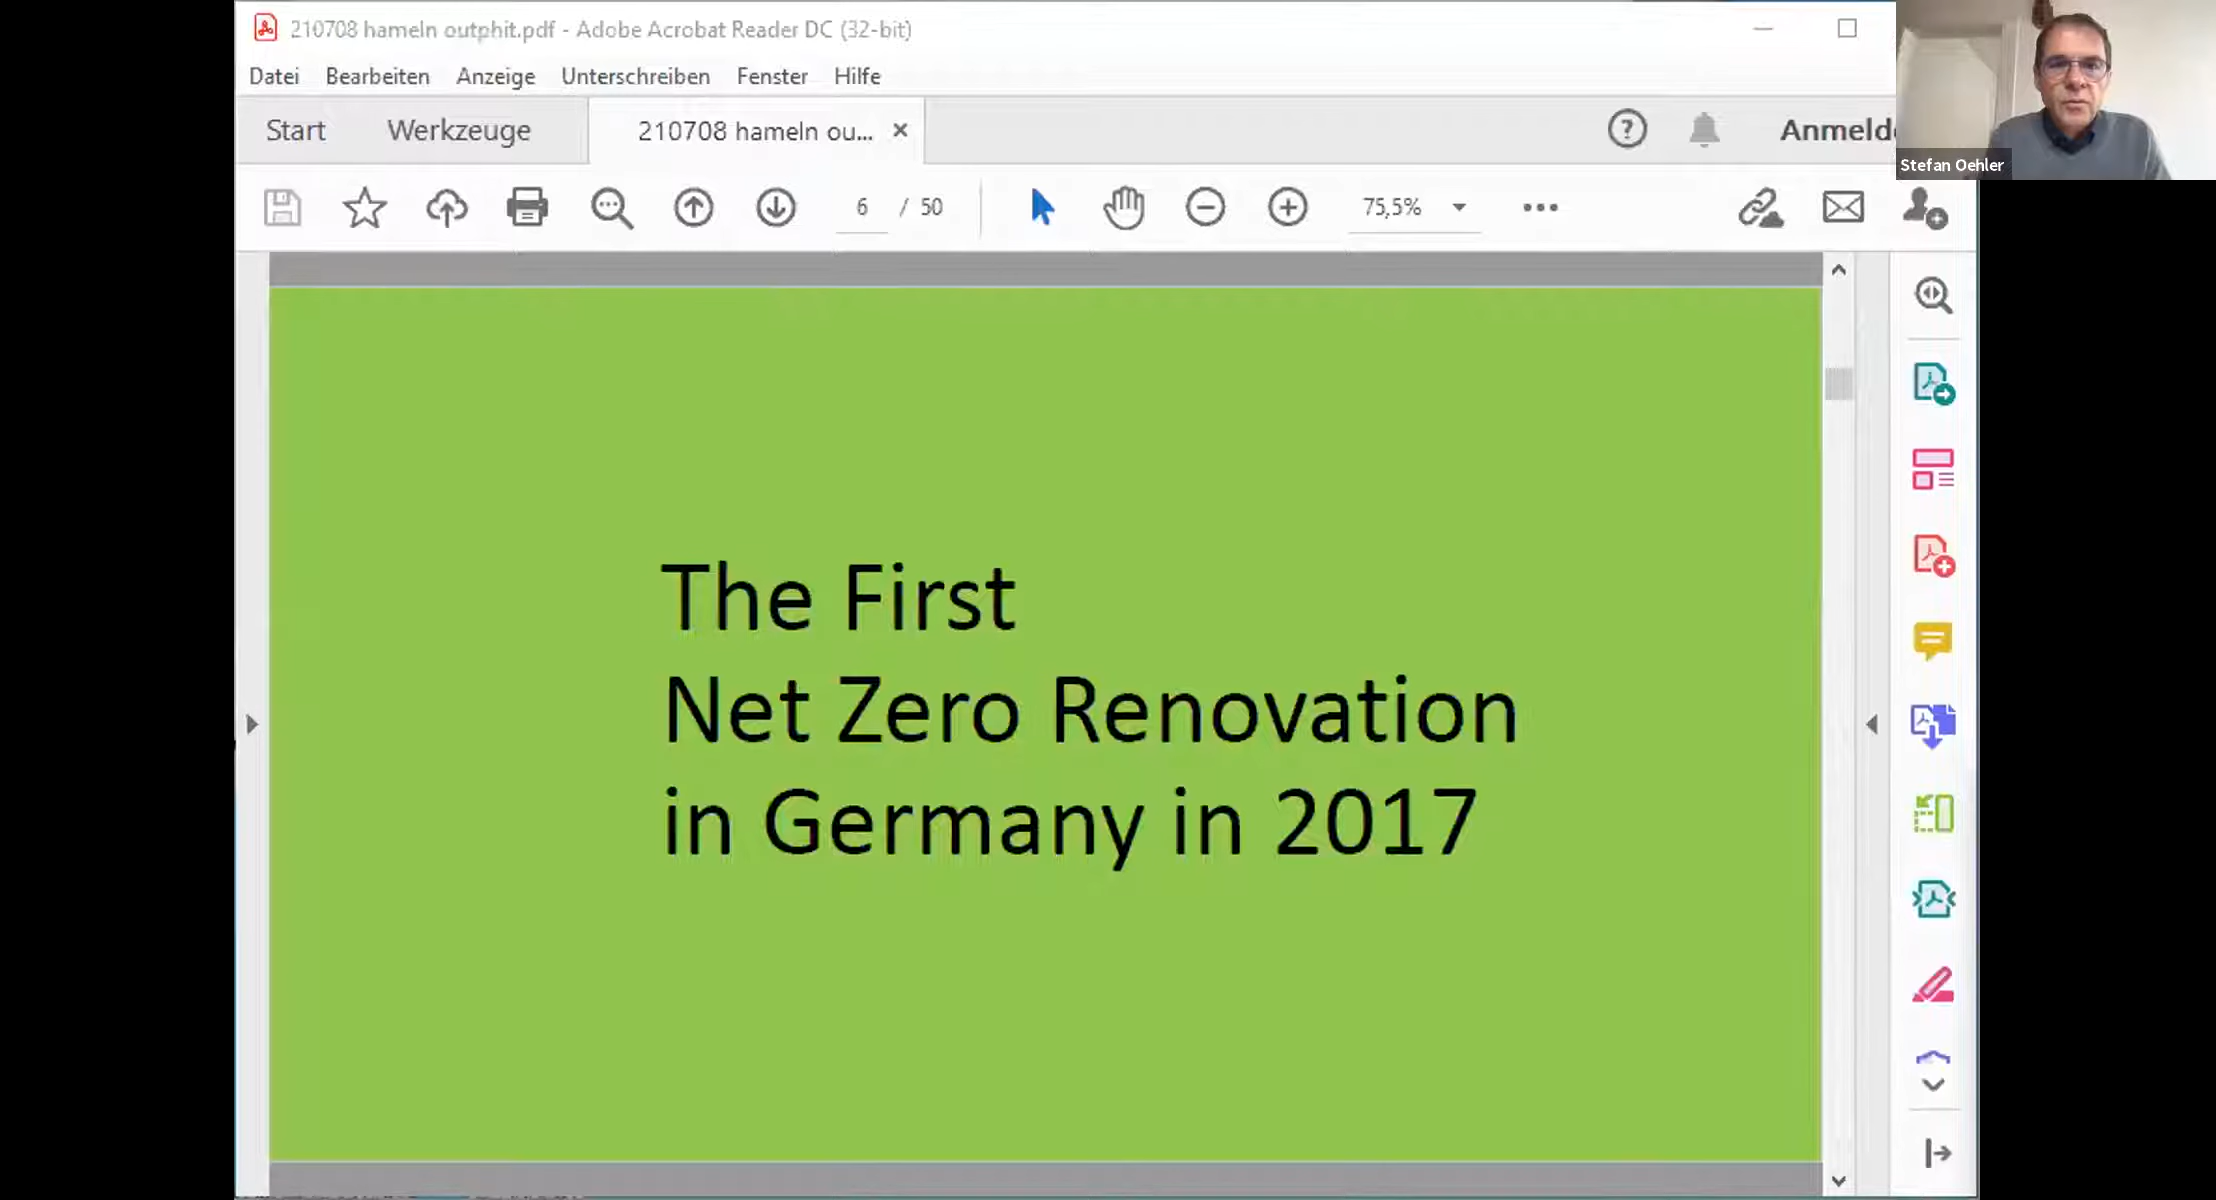 210708 hameln outphit.pdf - Adobe Acrobat Reader DC (32-bit)
Datei Bearbeiten Anzeige Unterschreiben Fenster Hilfe
Start Werkzeuge 210708 hameln ou... Anmeld
Stefan Oehler
6 / 50 75,5%
The First
Net Zero Renovation
in Germany in 2017